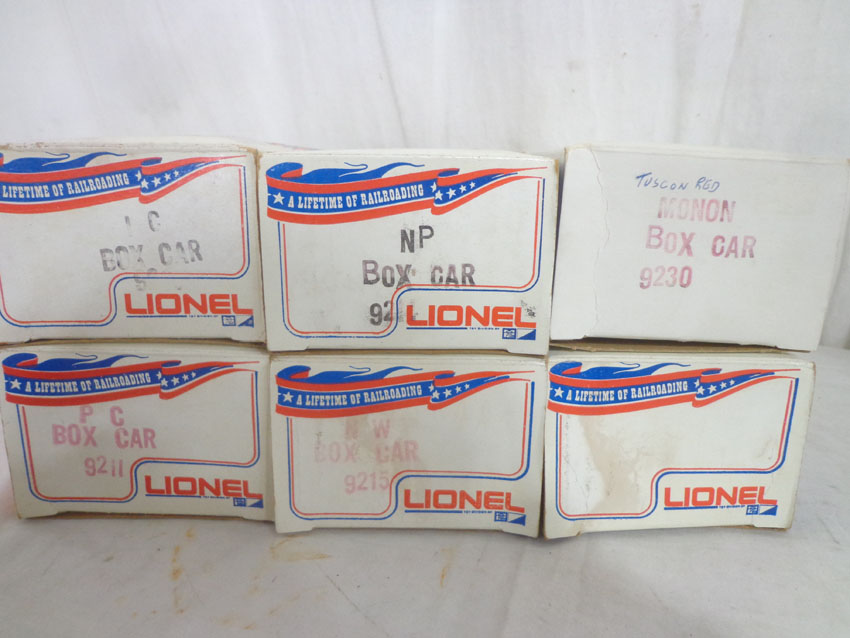 LIFETIME OF RAILROADING
I C
BOX CAR
LIONEL
A LIFETIME OF RAILROADING
NP
BOX CAR
LIONEL
TUSCON RED
MONON
BOX CAR
9230
A LIFETIME OF RAILROADING
P C
BOX CAR
9211
LIONEL
A LIFETIME OF RAILROADING
N W
BOX CAR
9215
LIONEL
A LIFETIME OF RAILROADING
LIONEL